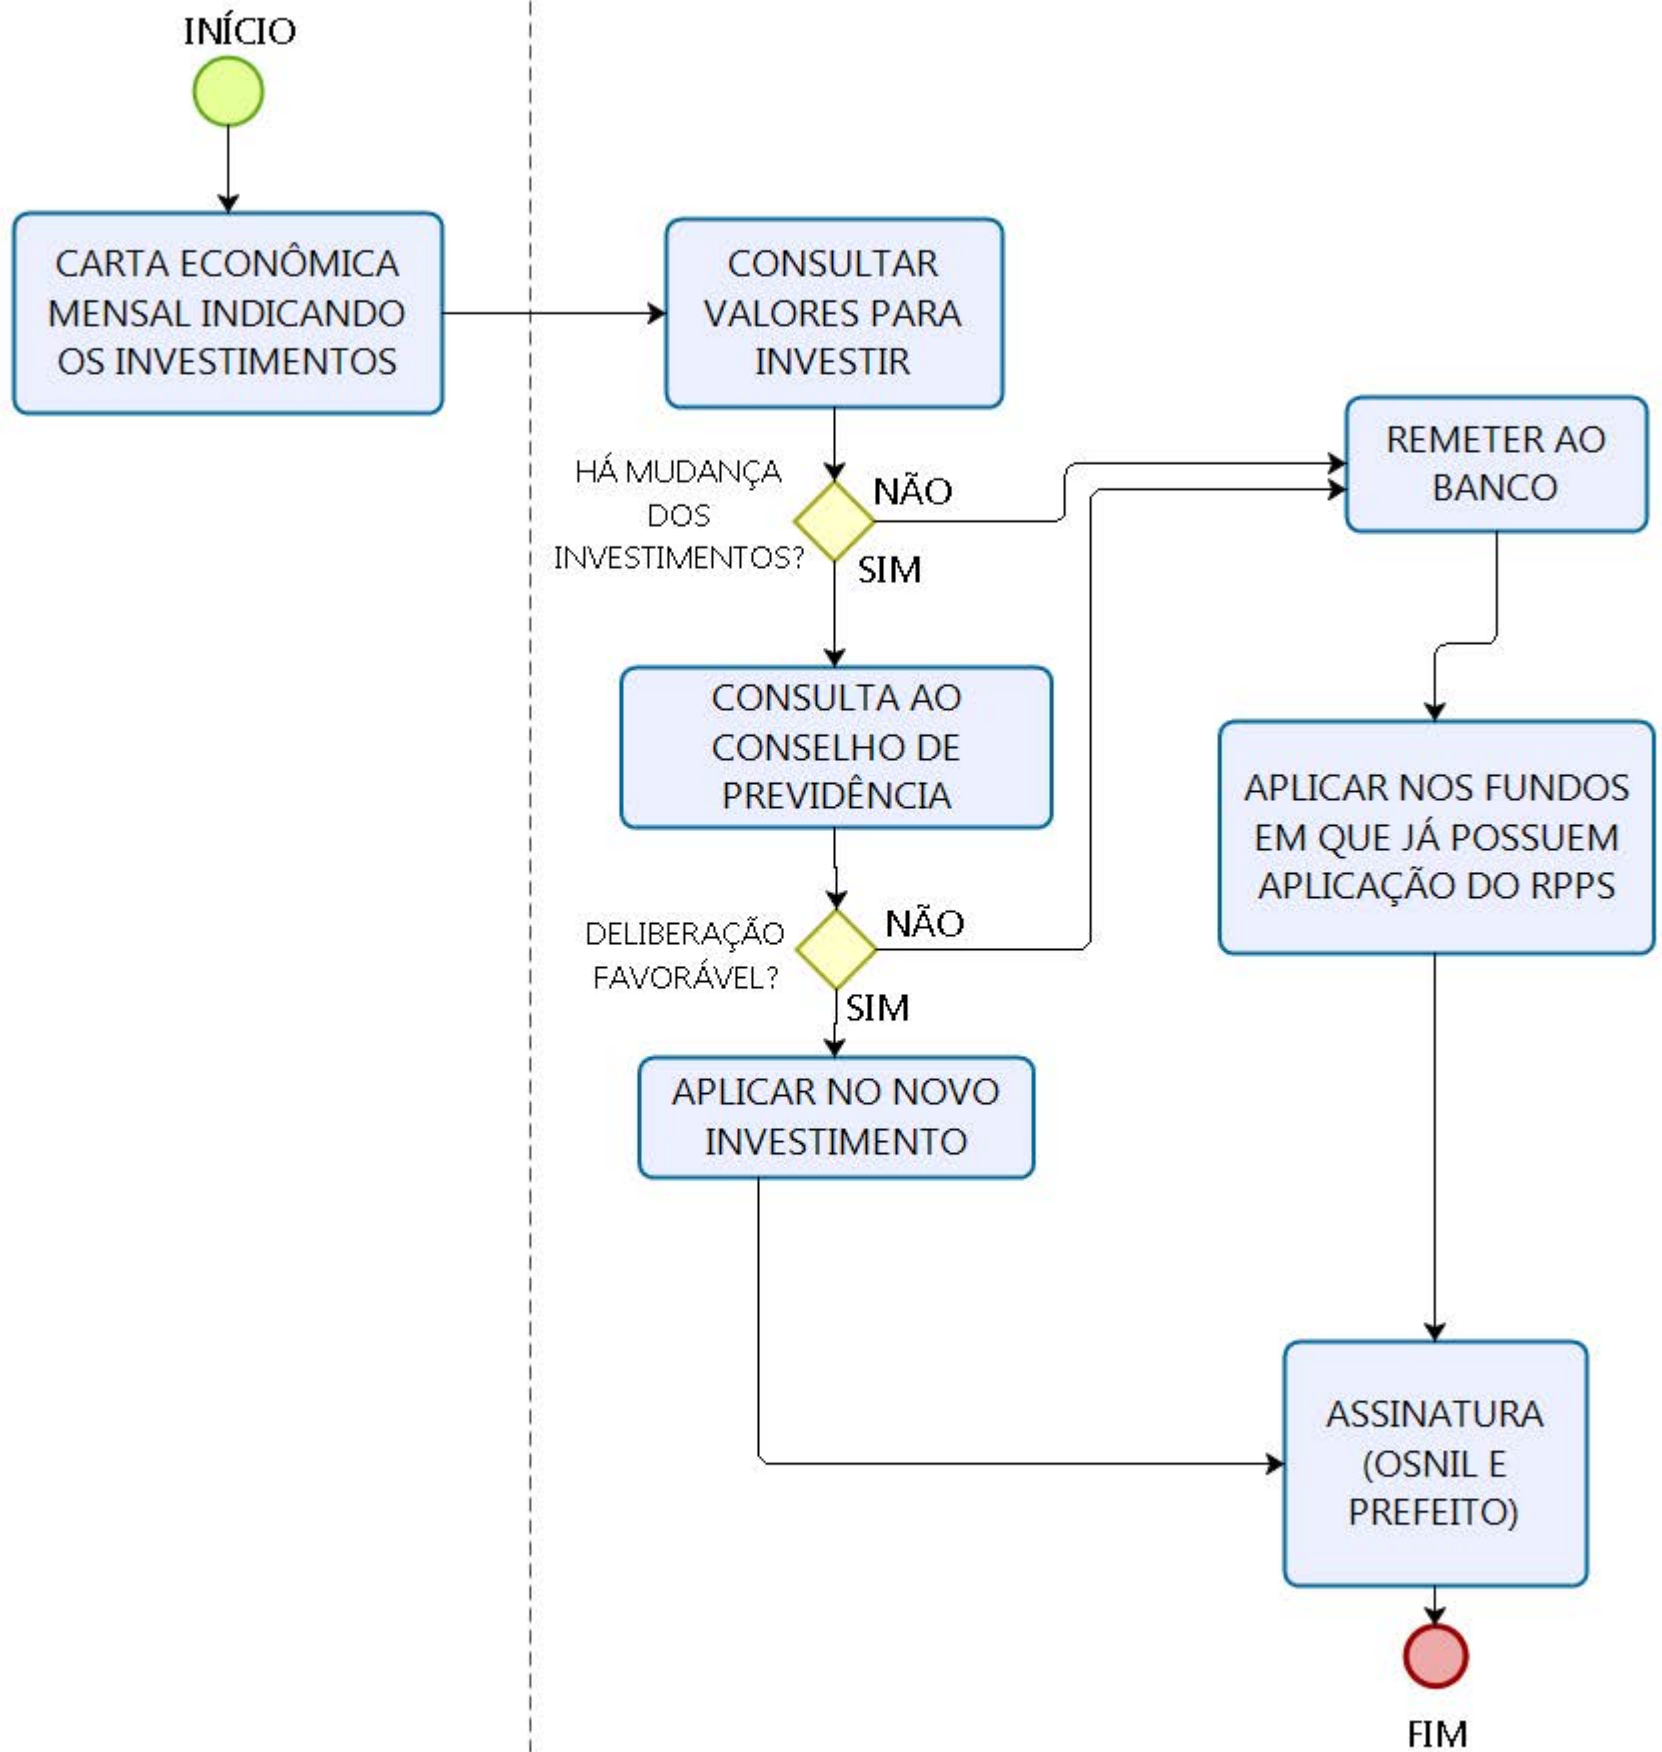 INÍCIO
CARTA ECONÔMICA
MENSAL INDICANDO
OS INVESTIMENTOS
CONSULTAR
VALORES PARA
INVESTIR
HÁ MUDANÇA
DOS
INVESTIMENTOS?
NÃO
SIM
REMETER AO
BANCO
CONSULTA AO
CONSELHO DE
PREVIDÊNCIA
APLICAR NOS FUNDOS
EM QUE JÁ POSSUEM
APLICAÇÃO DO RPPS
DELIBERAÇÃO
FAVORÁVEL?
NÃO
SIM
APLICAR NO NOVO
INVESTIMENTO
ASSINATURA
(OSNIL E
PREFEITO)
FIM